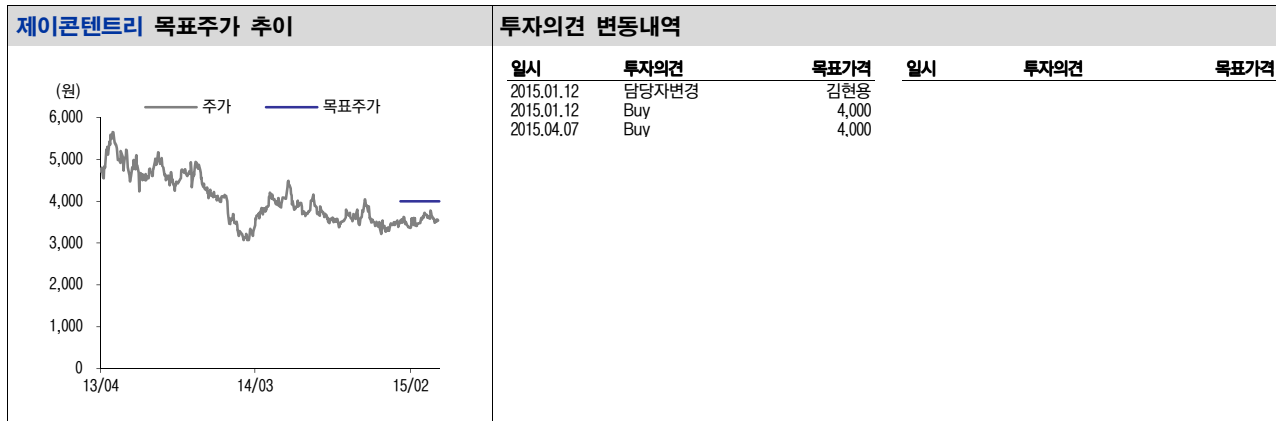 제이콘텐트리 목표주가 추이
(원)
주가 목표주가
6,000
5,000
4,000
3,000
2,000
1,000
0
13/04 14/03 15/02
투자의견 변동내역
일시 투자의견 목표가격 일시 투자의견 목표가격
2015.01.12 담당자변경 김현용
2015.01.12 Buy 4,000
2015.04.07 Buy 4,000